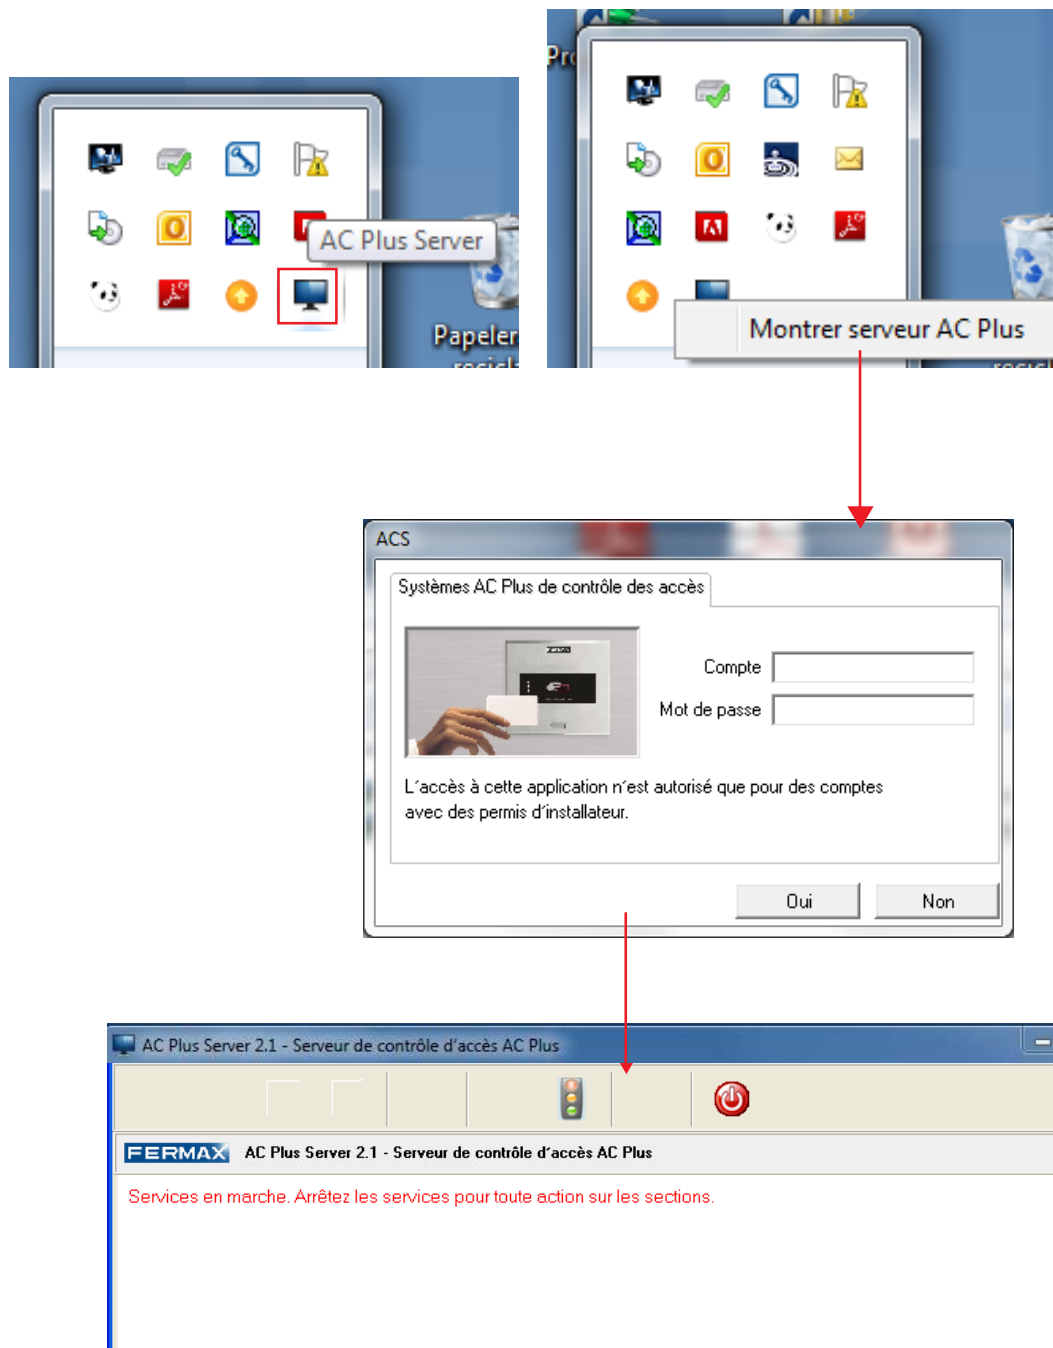 AC Plus Server
Papeler
Montrer serveur AC Plus
ACS
Systèmes AC Plus de contrôle des accès
FERMAX
Compte
Mot de passe
L´accès à cette application n´est autorisé que pour des comptes
avec des permis d´installateur.
Oui
Non
AC Plus Server 2.1 - Serveur de contrôle d'accès AC Plus
FERMAX AC Plus Server 2.1 - Serveur de contrôle d´accès AC Plus
Services en marche. Arrêtez les services pour toute action sur les sections.